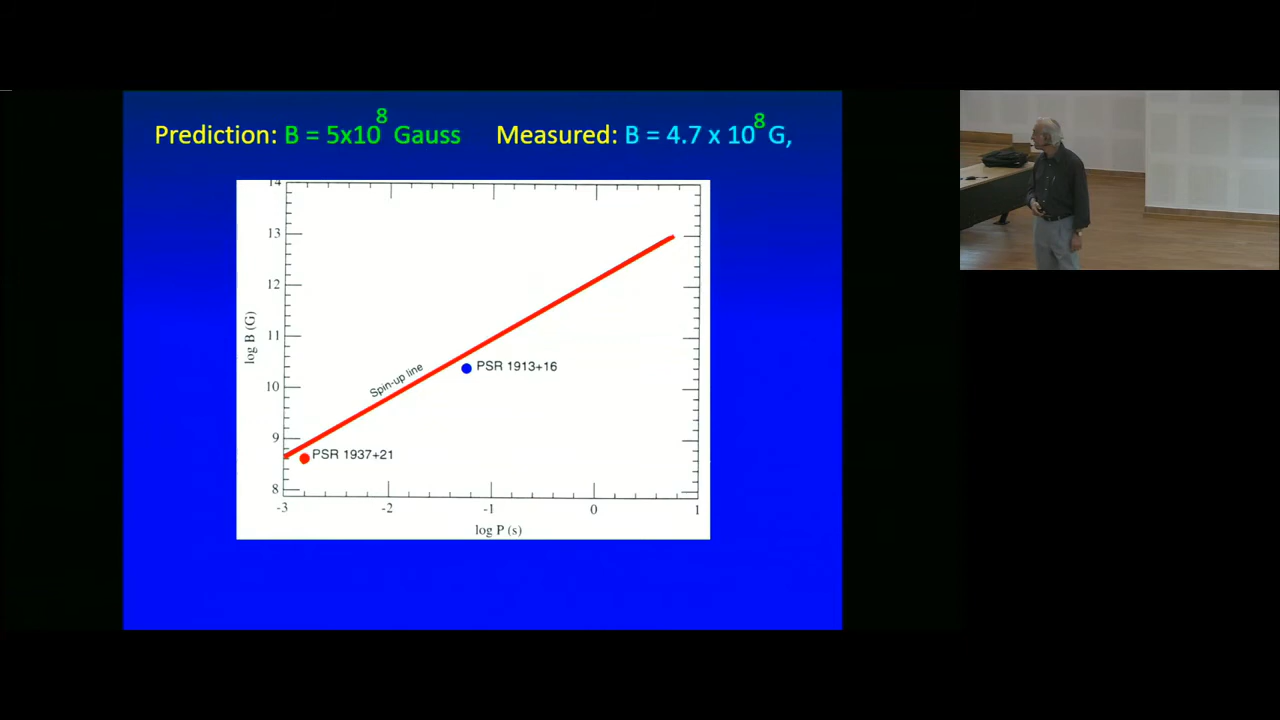 Prediction: B = 5x10⁸ Gauss Measured: B = 4.7 x 10⁸ G,
14
13
12
11
10
9
8
log B (G)
Spin-up line
PSR 1913+16
PSR 1937+21
-3 -2 -1 0 1
log P (s)